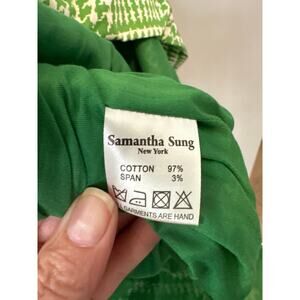 Samantha Sung
New York
COTTON 97%
SPAN 3%
GARMENTS ARE HAND